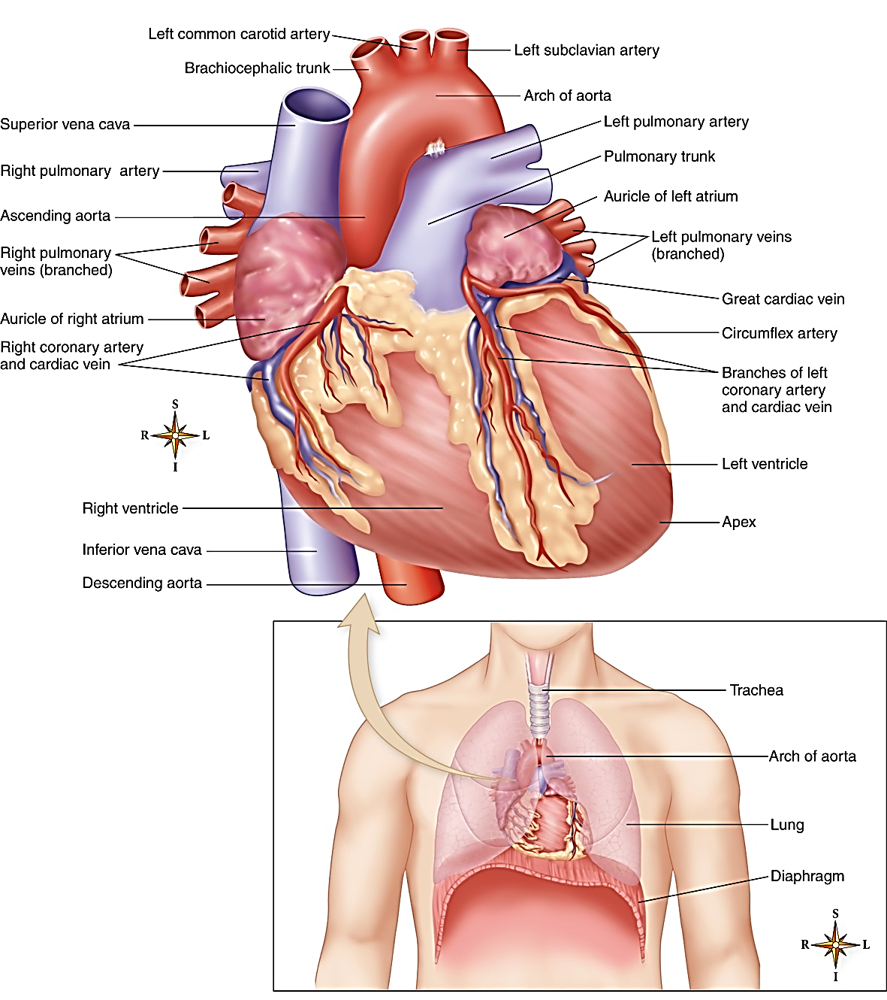 Left common carotid artery
Left subclavian artery
Brachiocephalic trunk
Arch of aorta
Superior vena cava
Left pulmonary artery
Right pulmonary artery
Pulmonary trunk
Auricle of left atrium
Ascending aorta
Left pulmonary veins
(branched)
Right pulmonary
veins (branched)
Great cardiac vein
Auricle of right atrium
Circumflex artery
Right coronary artery
and cardiac vein
Branches of left
coronary artery
and cardiac vein
S
R
L
I
Left ventricle
Right ventricle
Apex
Inferior vena cava
Descending aorta
Trachea
Arch of aorta
Lung
Diaphragm
S
R
L
I